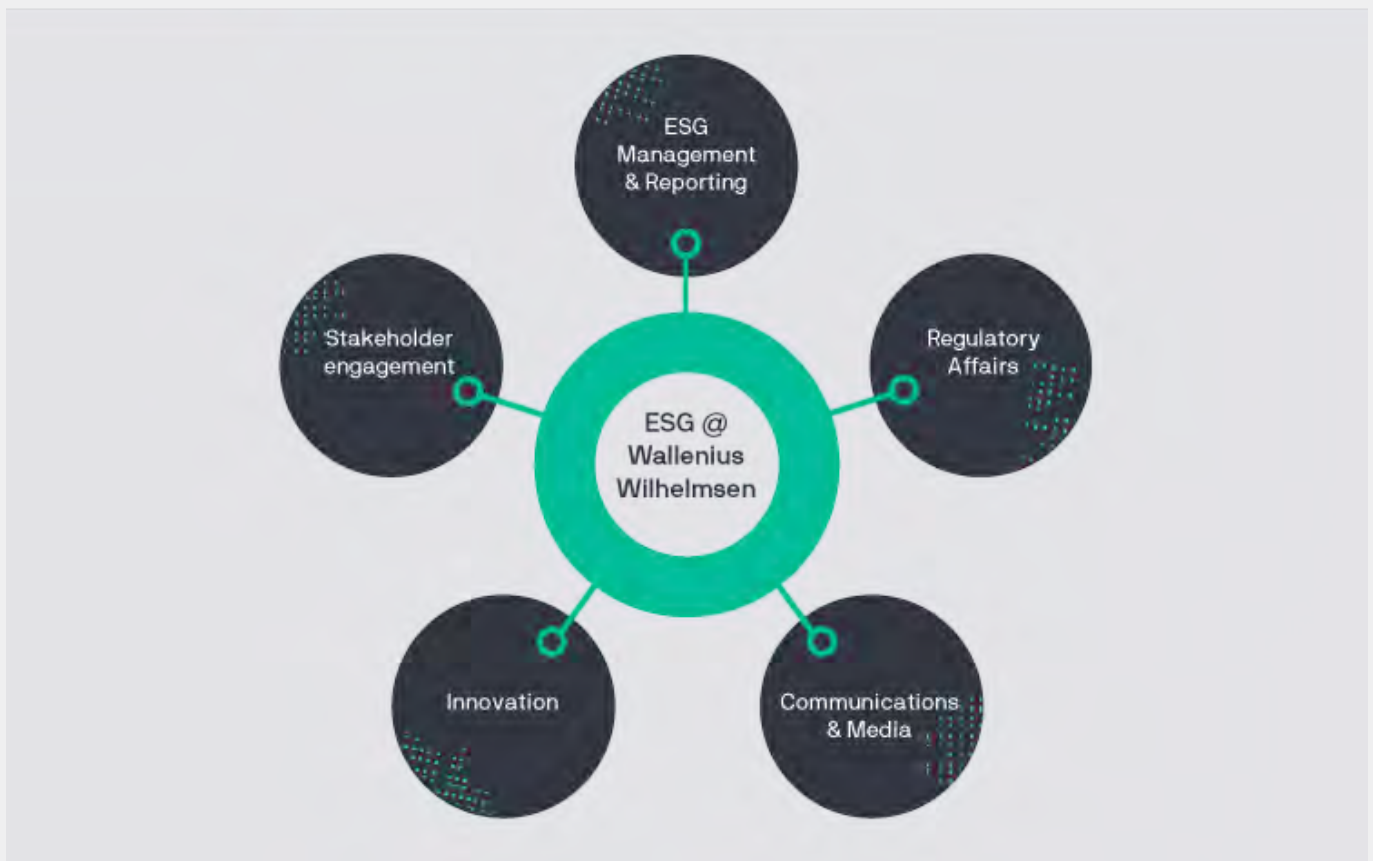 ESG
Management
& Reporting
Stakeholder
engagement
Regulatory
Affairs
ESG @
Wallenius
Wilhelmsen
Innovation
Communications
& Media